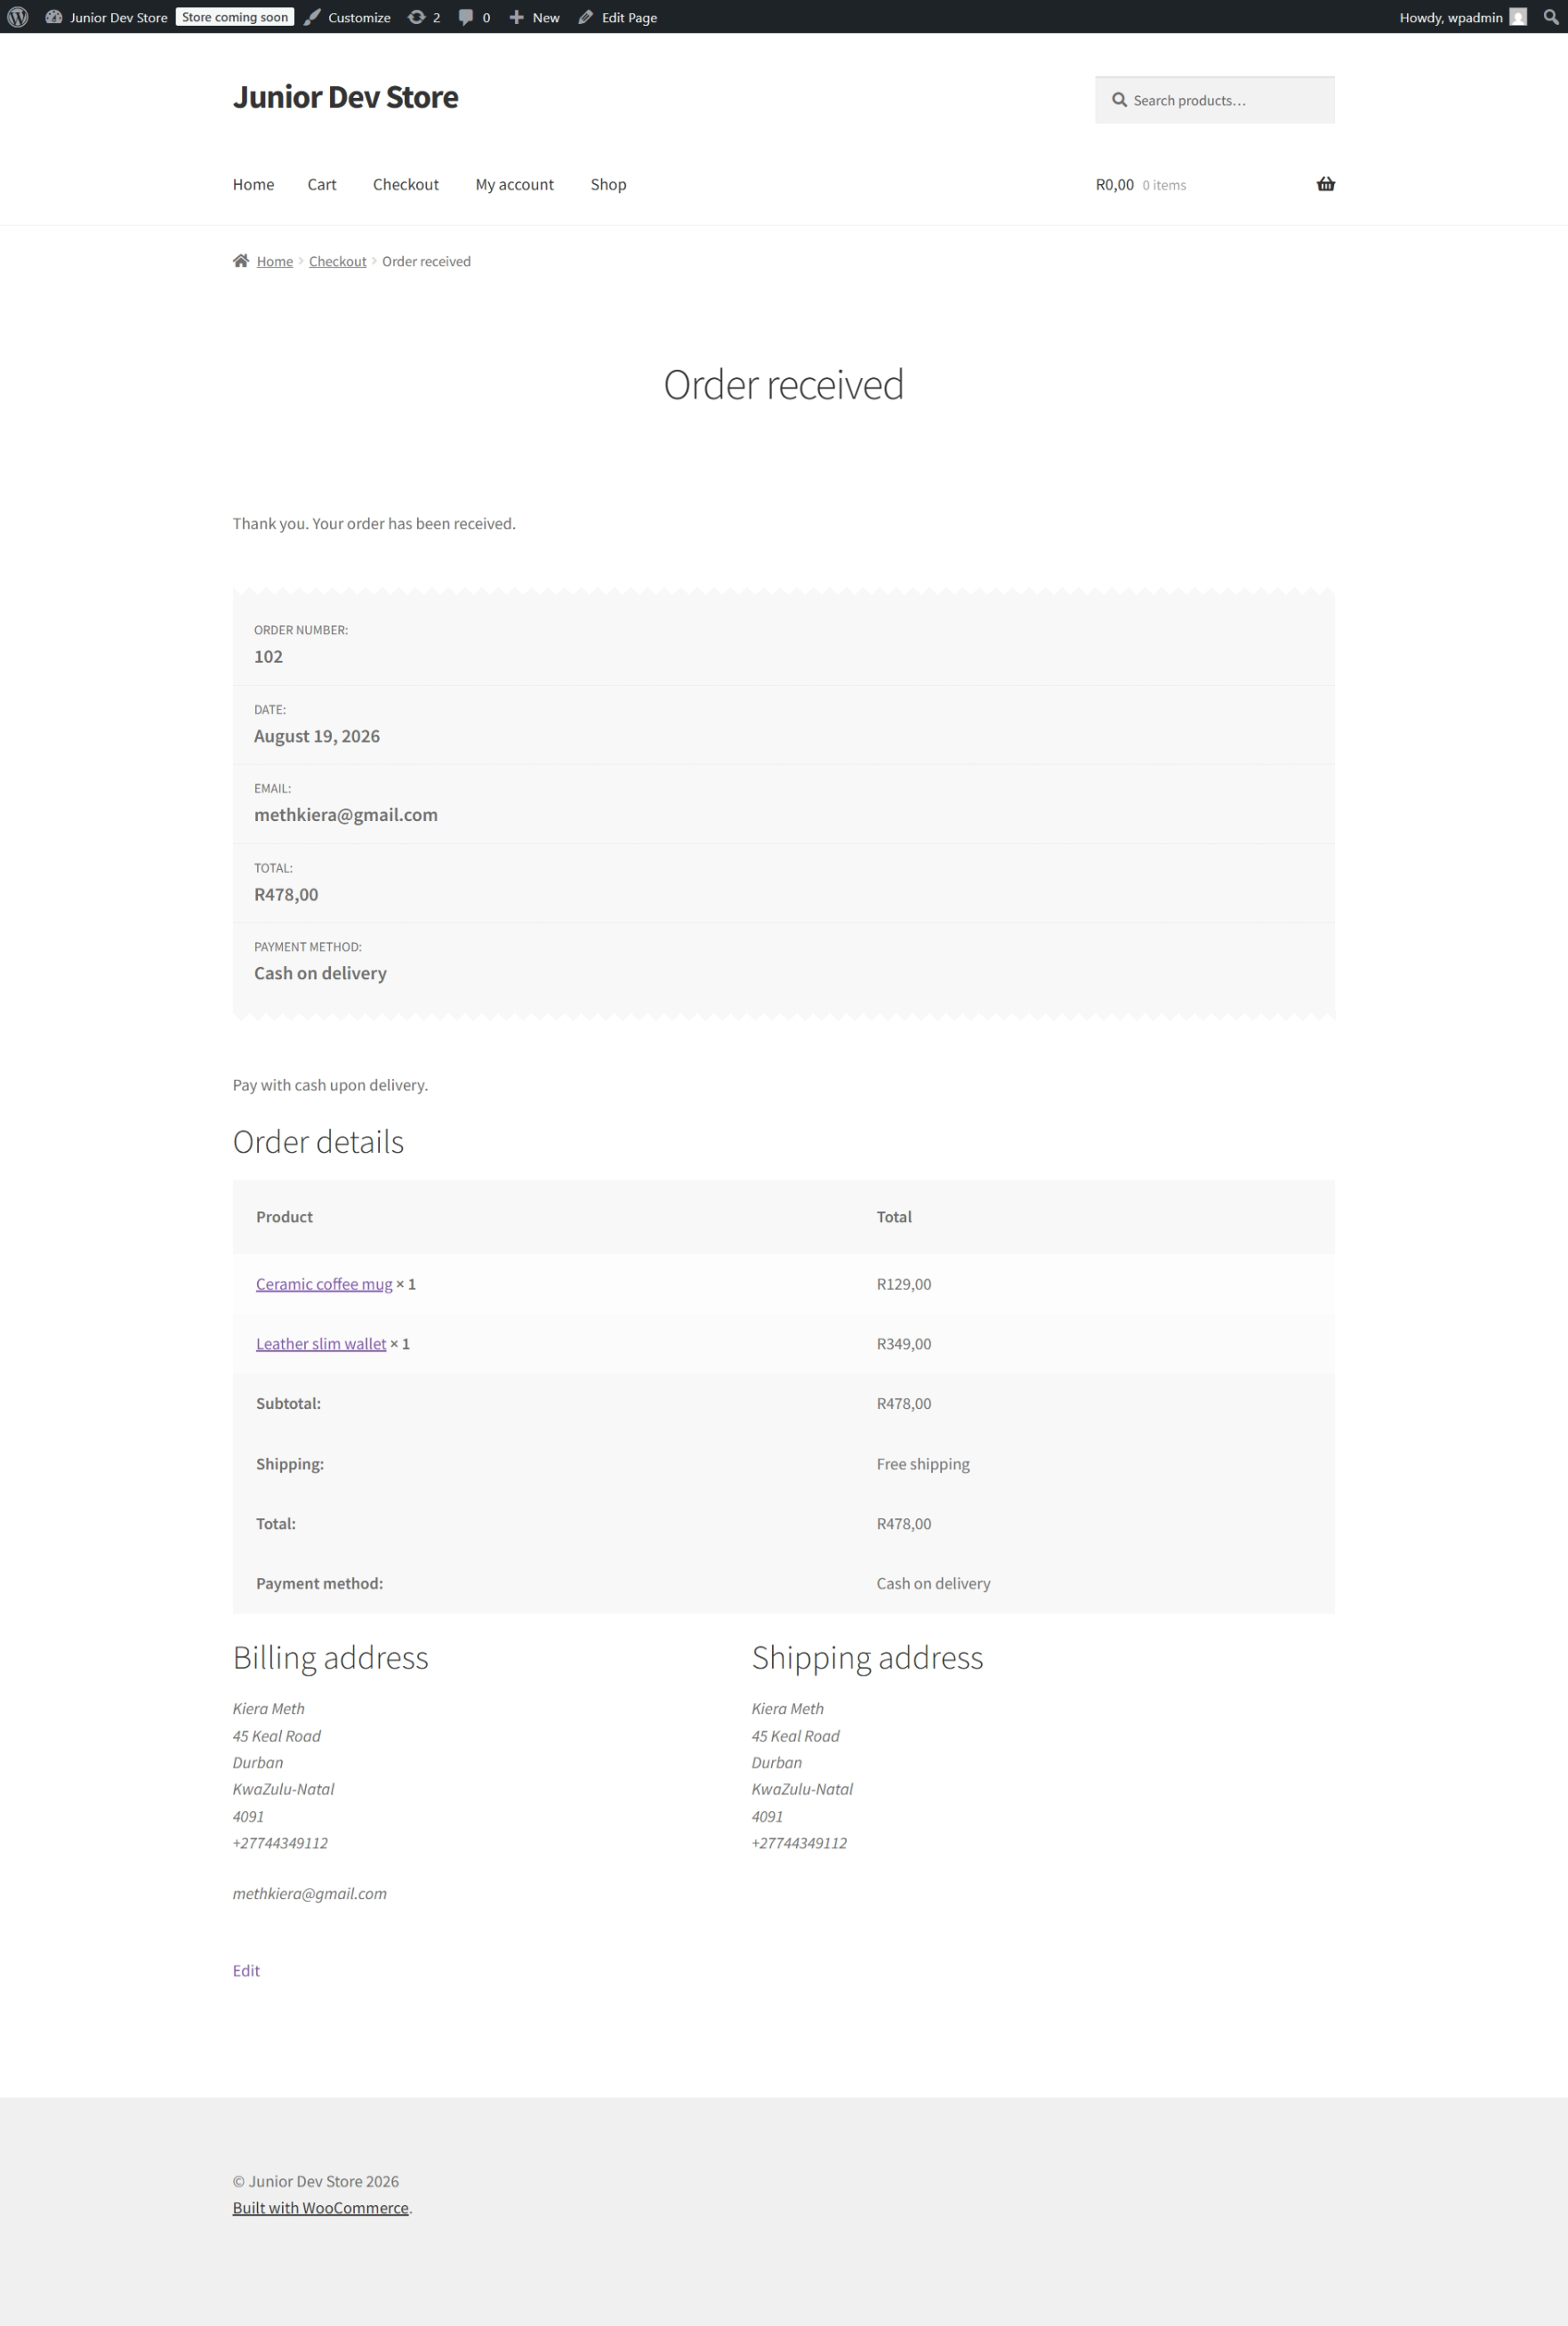 Junior Dev Store Store coming soon Customize 2 0 New Edit Page Howdy, wpadmin
Junior Dev Store
Search products…
Home Cart Checkout My account Shop R0,00 0 items
Home Checkout Order received
Order received
Thank you. Your order has been received.
ORDER NUMBER:
102
DATE:
August 19, 2026
EMAIL:
methkiera@gmail.com
TOTAL:
R478,00
PAYMENT METHOD:
Cash on delivery
Pay with cash upon delivery.
Order details
Product Total
Ceramic coffee mug × 1 R129,00
Leather slim wallet × 1 R349,00
Subtotal: R478,00
Shipping: Free shipping
Total: R478,00
Payment method: Cash on delivery
Billing address
Kiera Meth
45 Keal Road
Durban
KwaZulu-Natal
4091
+27744349112
methkiera@gmail.com
Shipping address
Kiera Meth
45 Keal Road
Durban
KwaZulu-Natal
4091
+27744349112
Edit
© Junior Dev Store 2026
Built with WooCommerce.